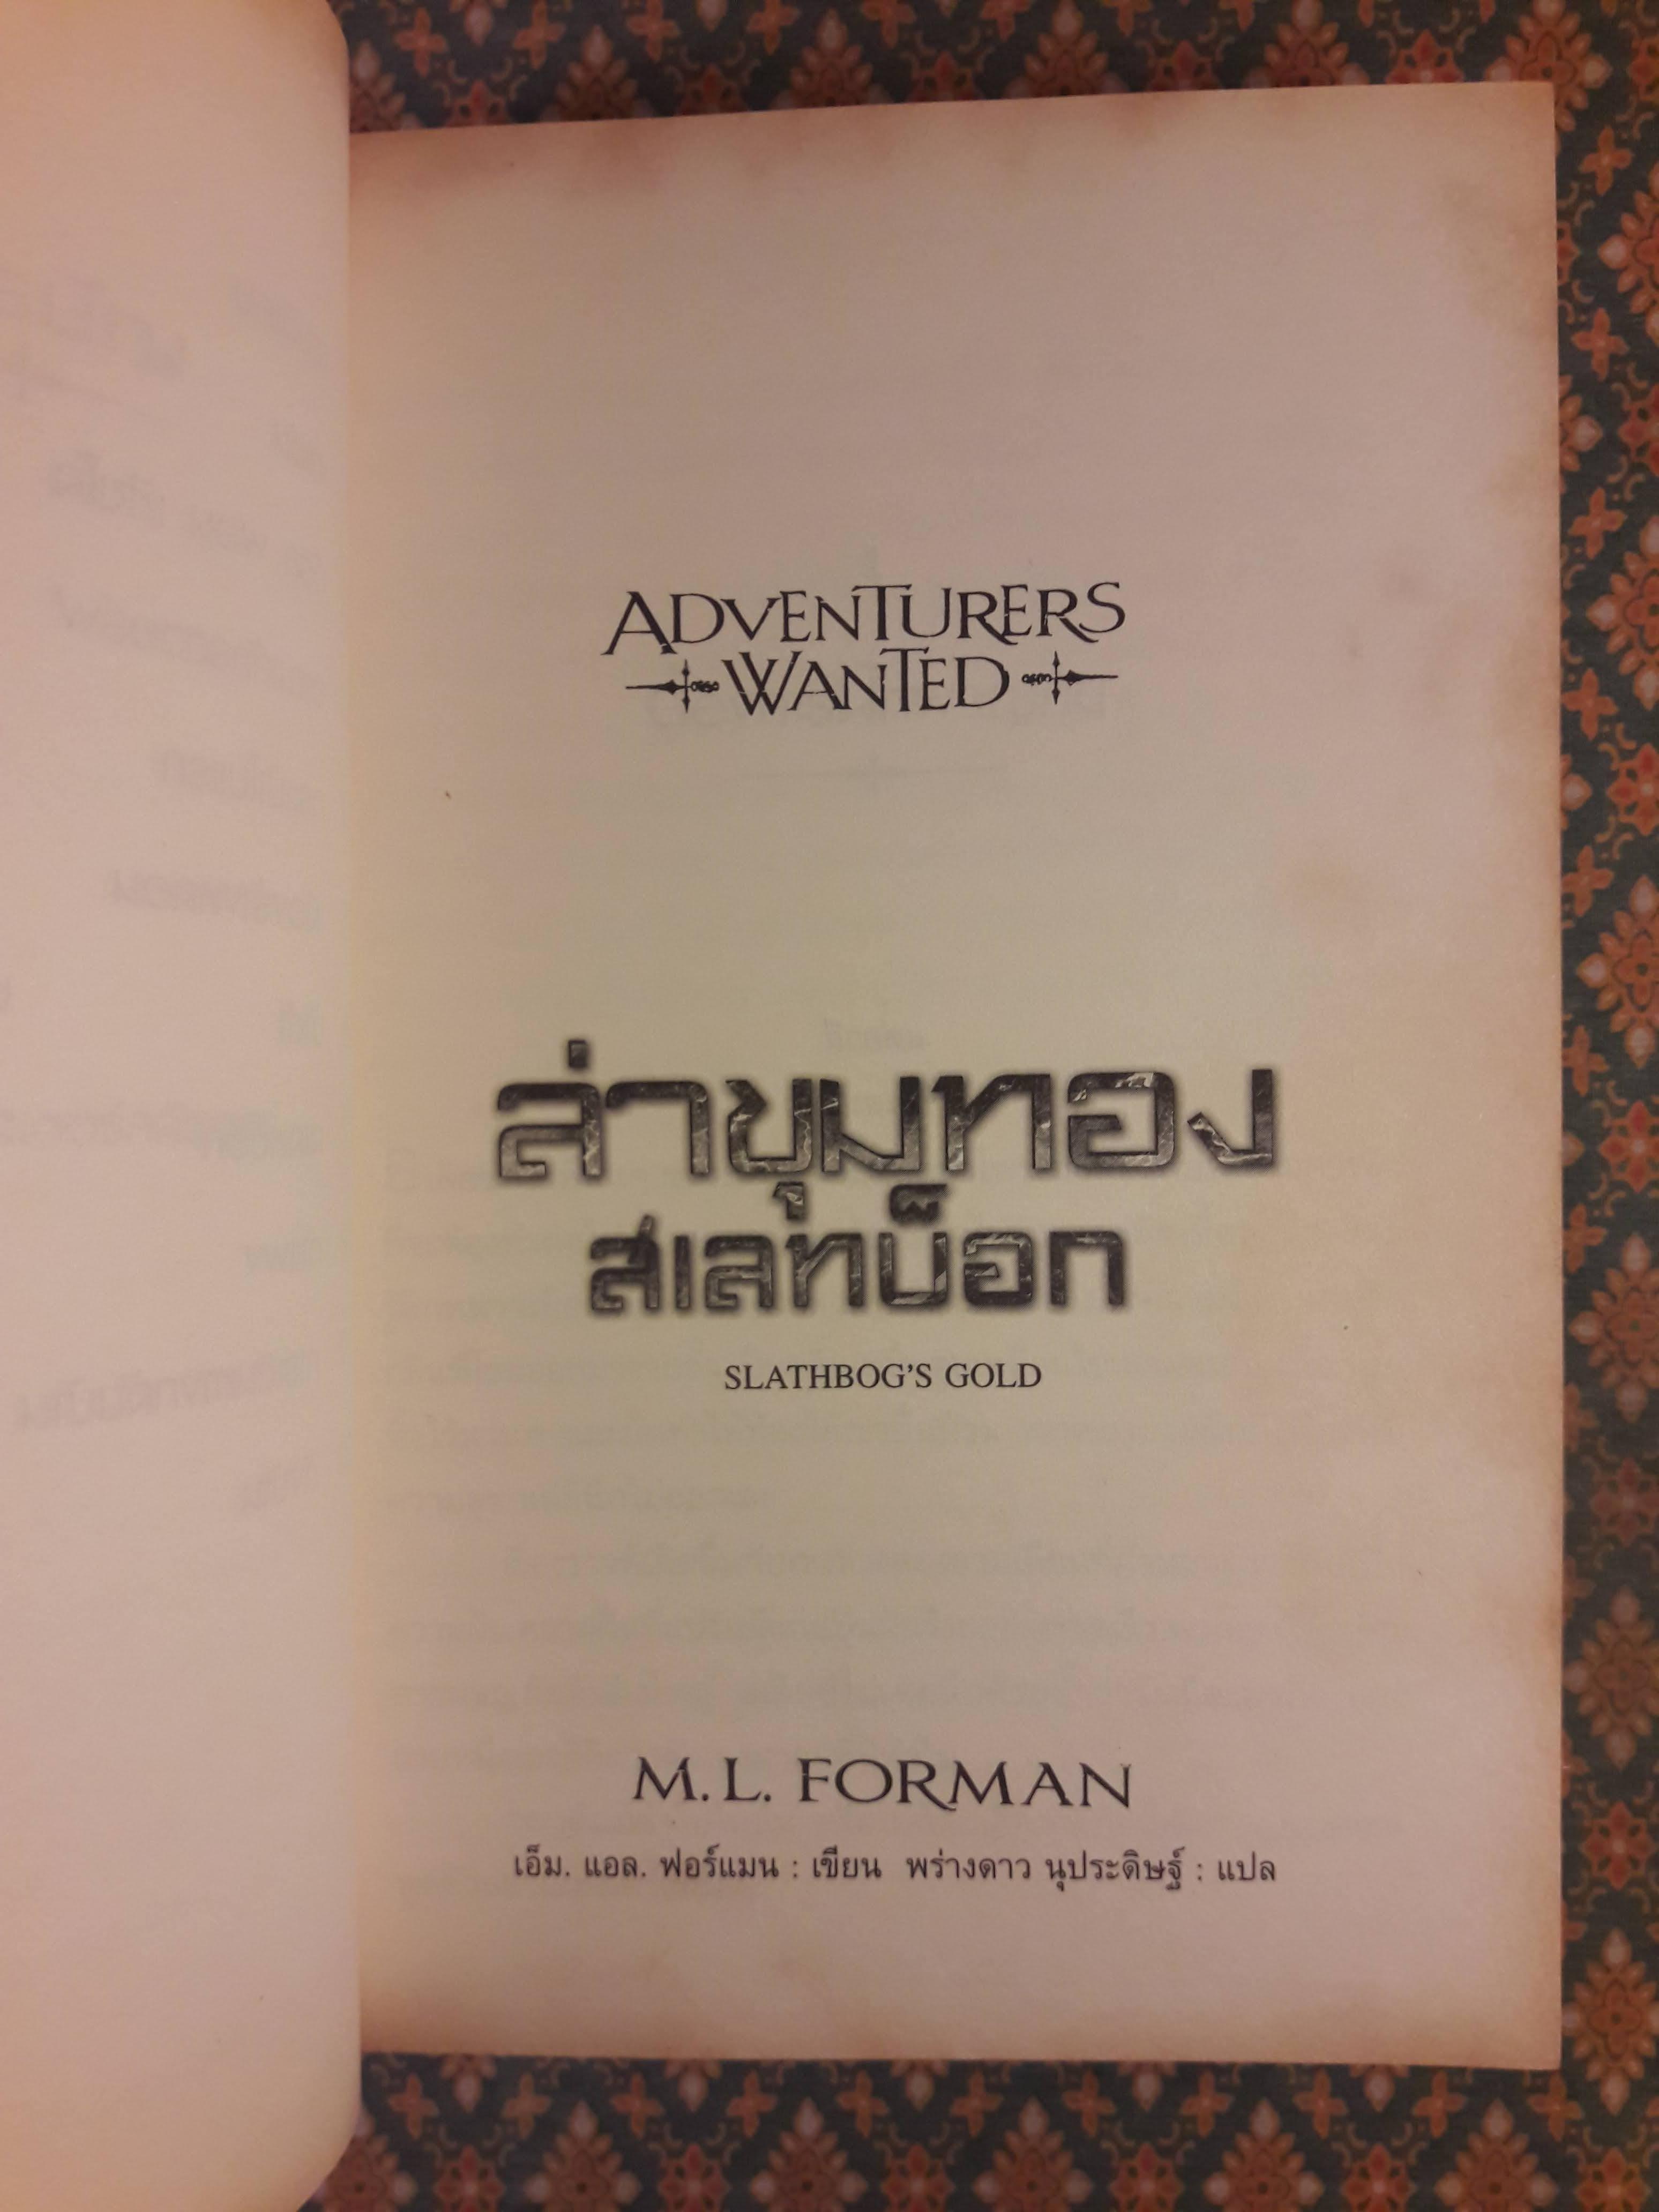 ADVENTURERS
WANTED
ล่าขุมทอง
สเลทบ็อก
SLATHBOG'S GOLD
M. L. FORMAN
เอ็ม. แอล. ฟอร์แมน : เขียน พร่างดาว นุประดิษฐ์ : แปล